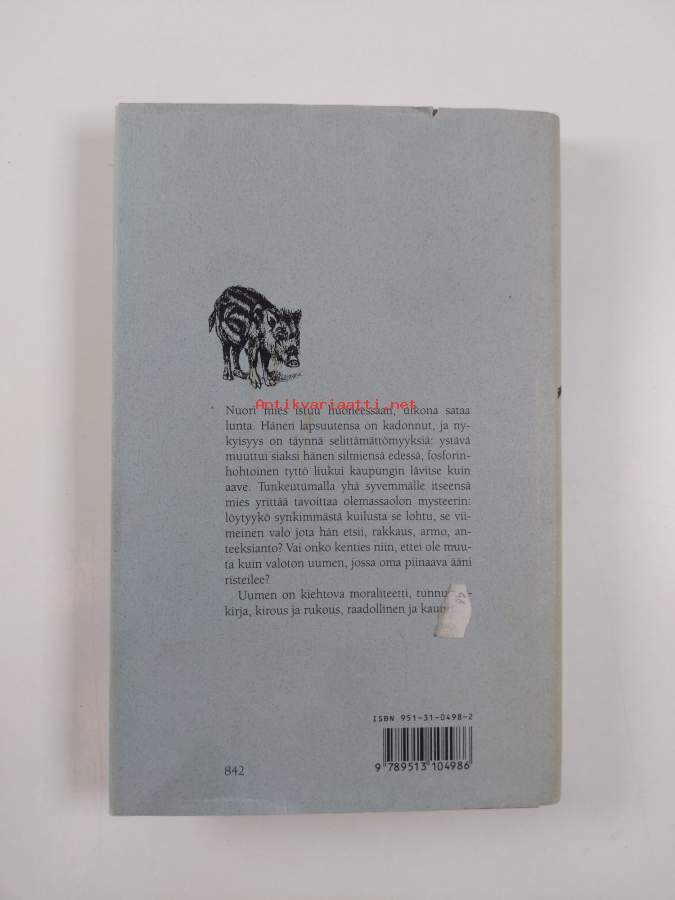 Antikvariaatti.net
Nuori mies istuu huoneessaan, ulkona sataa
lunta. Hänen lapsuutensa on kadonnut, ja ny-
kyisyys on täynnä selittämättömyyksiä: ystävä
muuttui siaksi hänen silmiensä edessä, fosforin-
hohtoinen tyttö liukui kaupungin lävitse kuin
aave. Tunkeutumalla yhä syvemmälle itseensä
mies yrittää tavoittaa olemassaolon mysteerin:
löytyykö synkimmästä kuilusta se lohtu, se vii-
meinen valo jota hän etsii, rakkaus, armo, an-
teeksianto? Vai onko kenties niin, ettei ole muu-
ta kuin valoton uumen, jossa oma piinaava ääni
risteilee?
Uumen on kiehtova moraliteetti,
kirja, kirous ja rukous, raadollinen ja
ISBN 951-31-0498-2
9 789513 104986
842